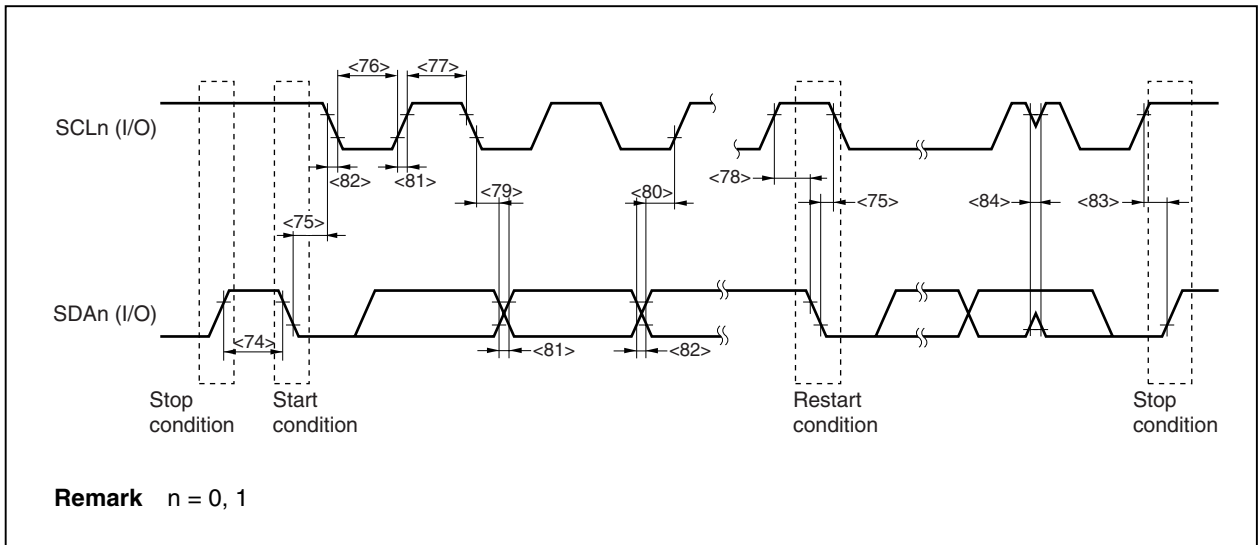 <76> <77>
SCLn (I/O)
<82> <81> <79> <80> <78> <75> <84> <83>
<75>
SDAn (I/O)
<74> <81> <82>
Stop condition
Start condition
Restart condition
Stop condition
Remark n = 0, 1